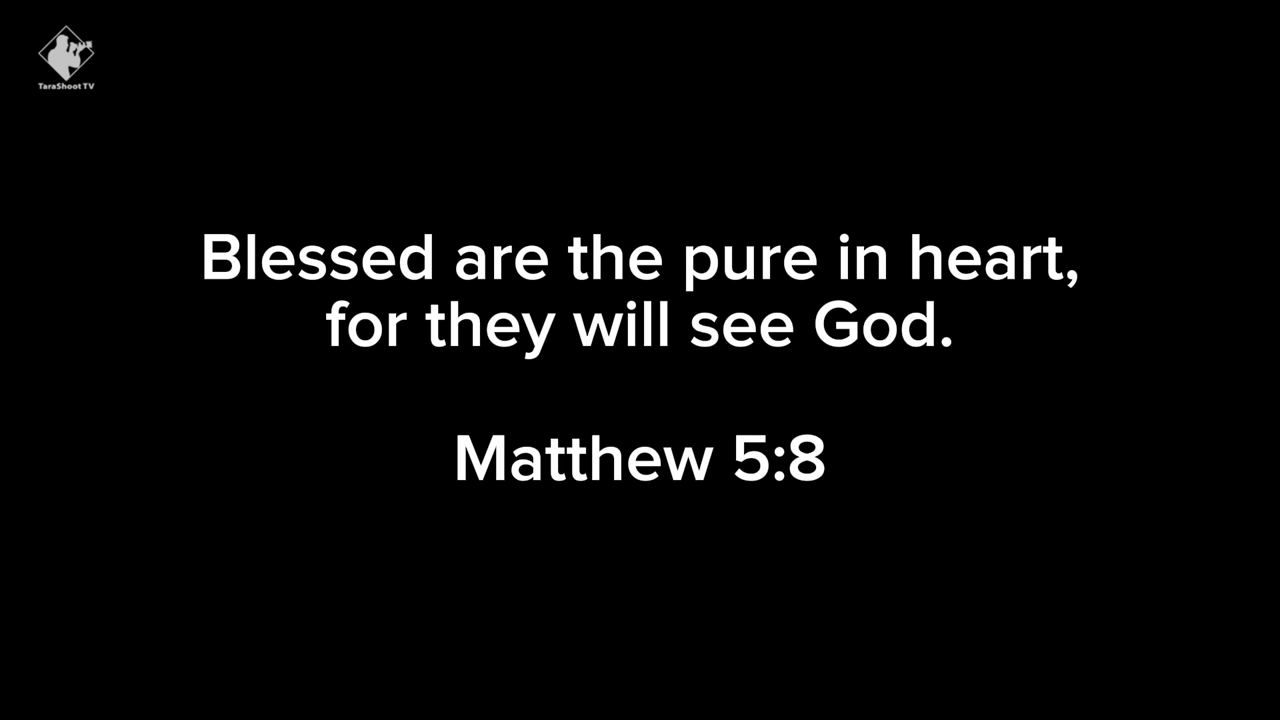 TaraShoot TV
Blessed are the pure in heart,
for they will see God.
Matthew 5:8